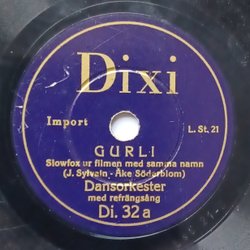 Dixi
Import
L. St. 21
GURLI
Slowfox ur filmen med samma namn
(J. Sylvain - Åke Söderblom)
Dansorkester
med refrängsång
Di. 32 a